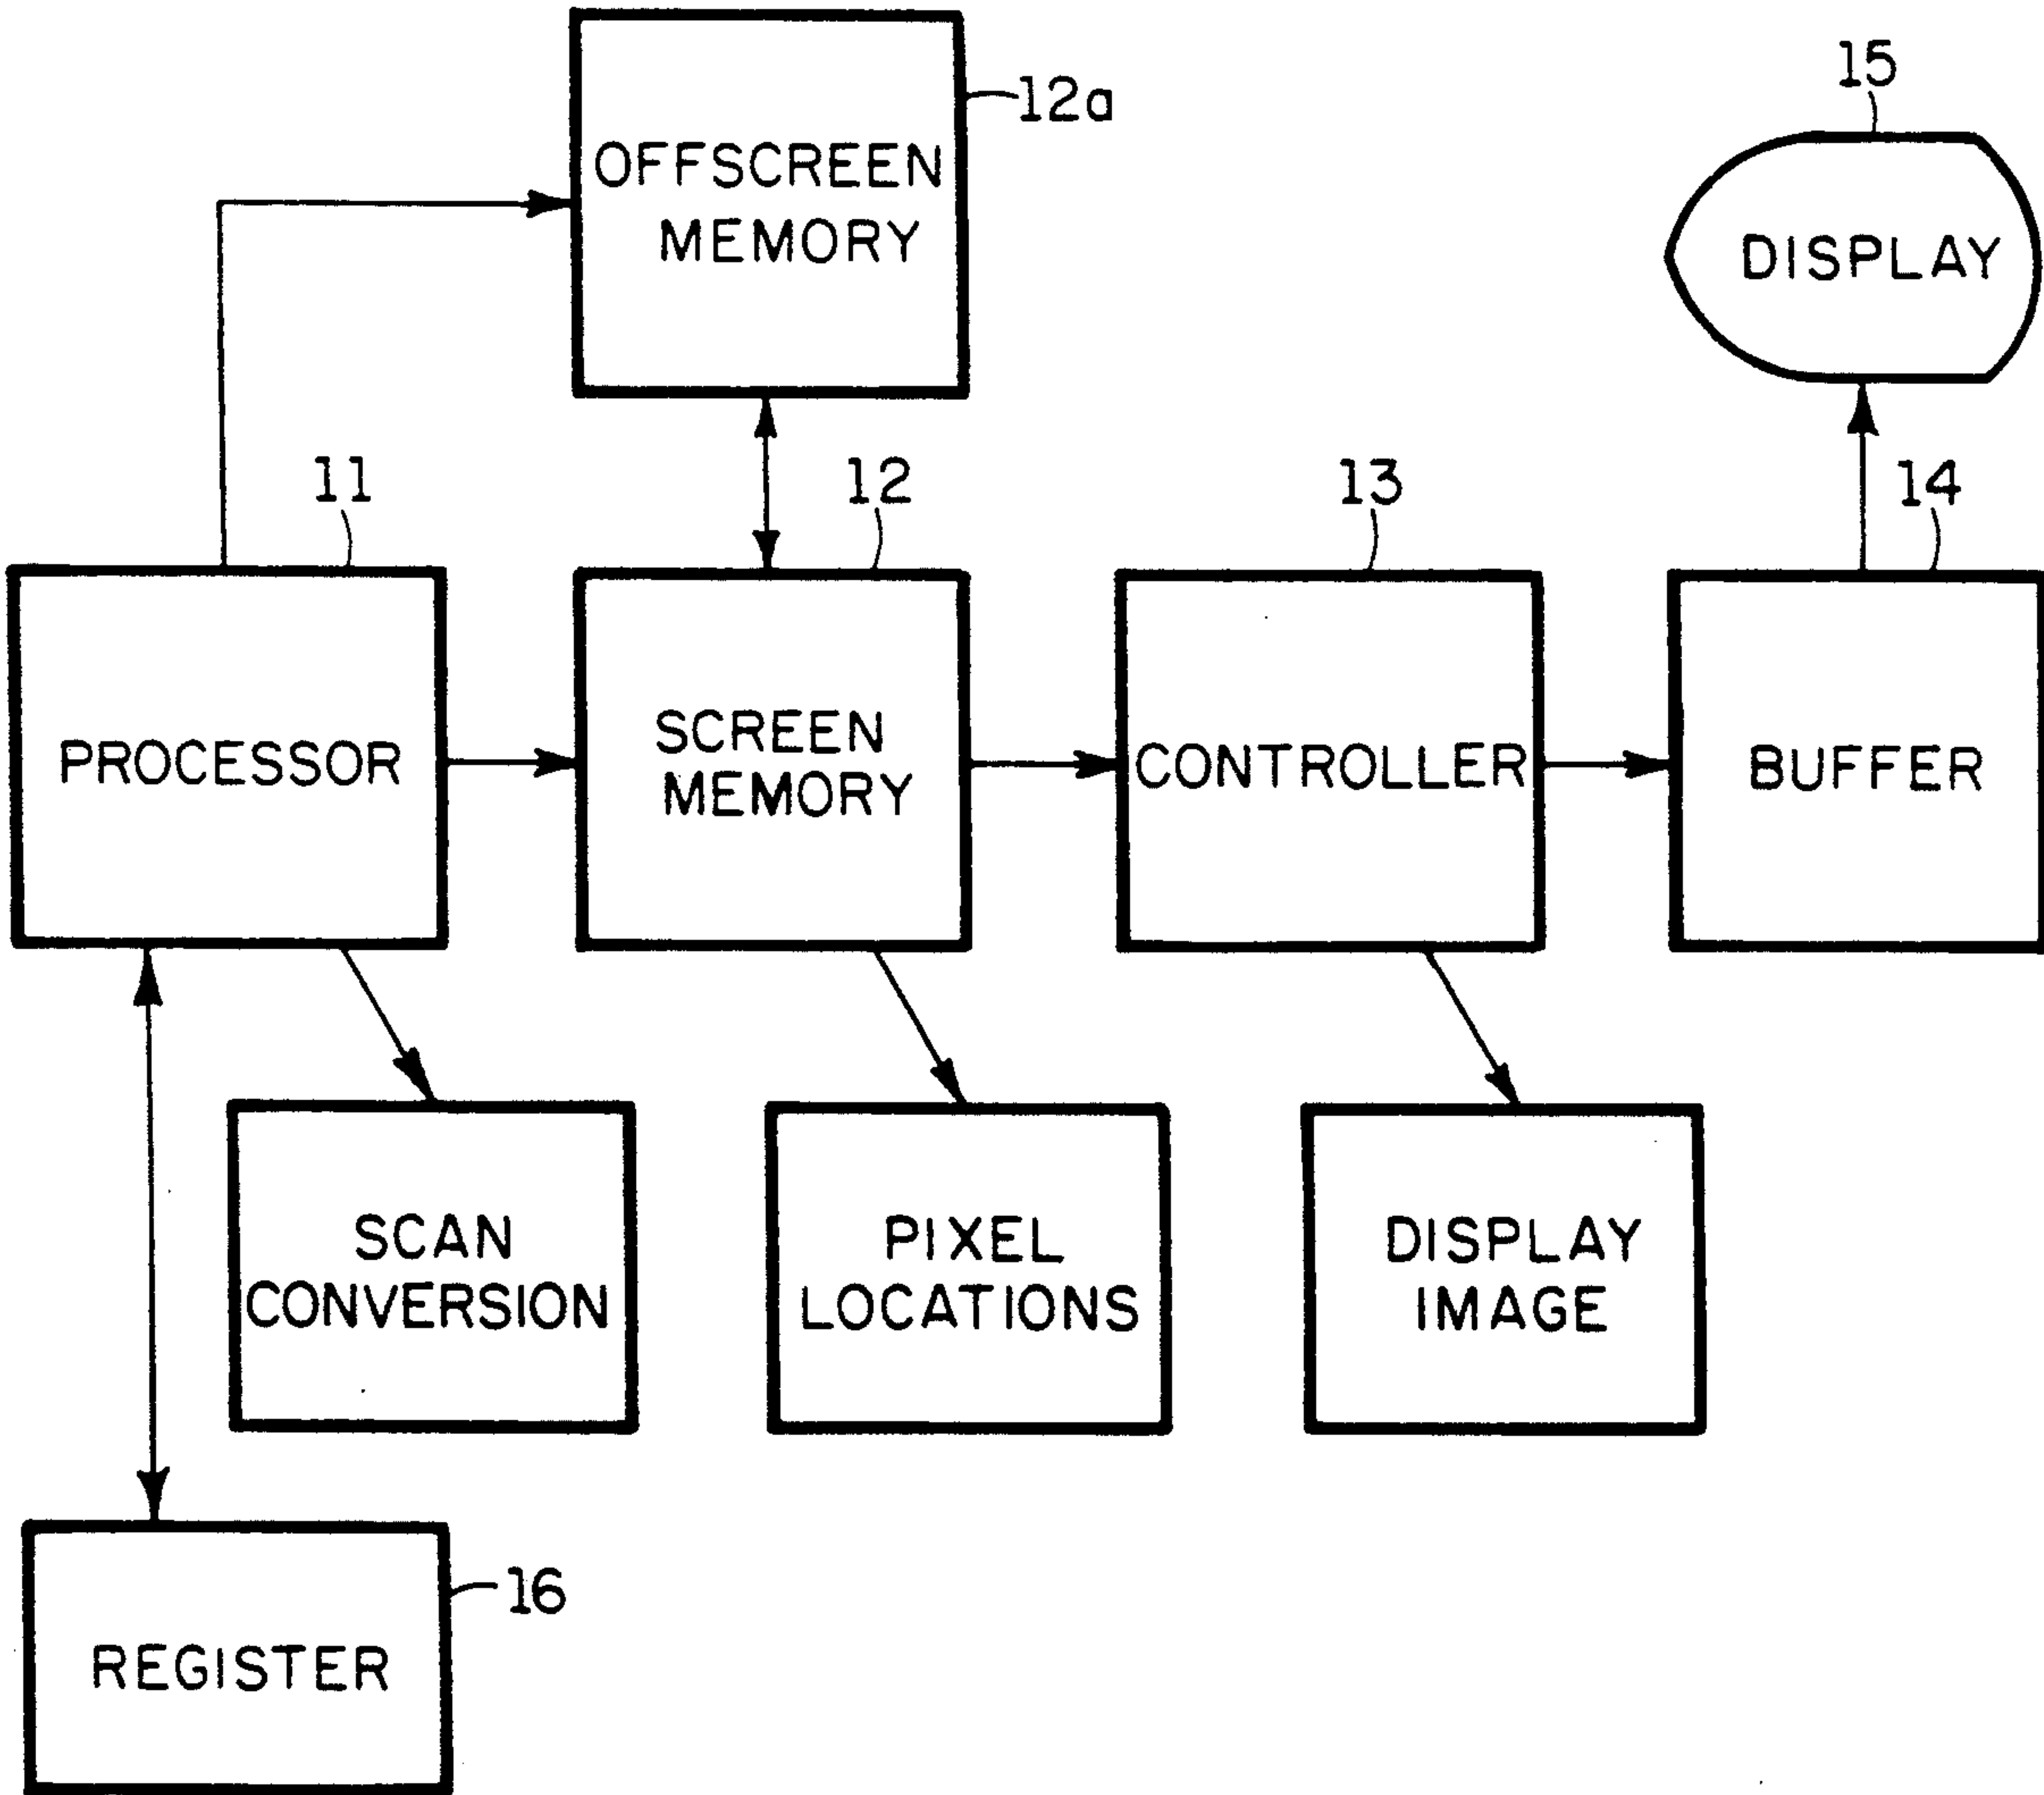 15
12a
OFFSCREEN
MEMORY
DISPLAY
11
12
13
14
PROCESSOR
SCREEN
MEMORY
CONTROLLER
BUFFER
SCAN
CONVERSION
PIXEL
LOCATIONS
DISPLAY
IMAGE
16
REGISTER